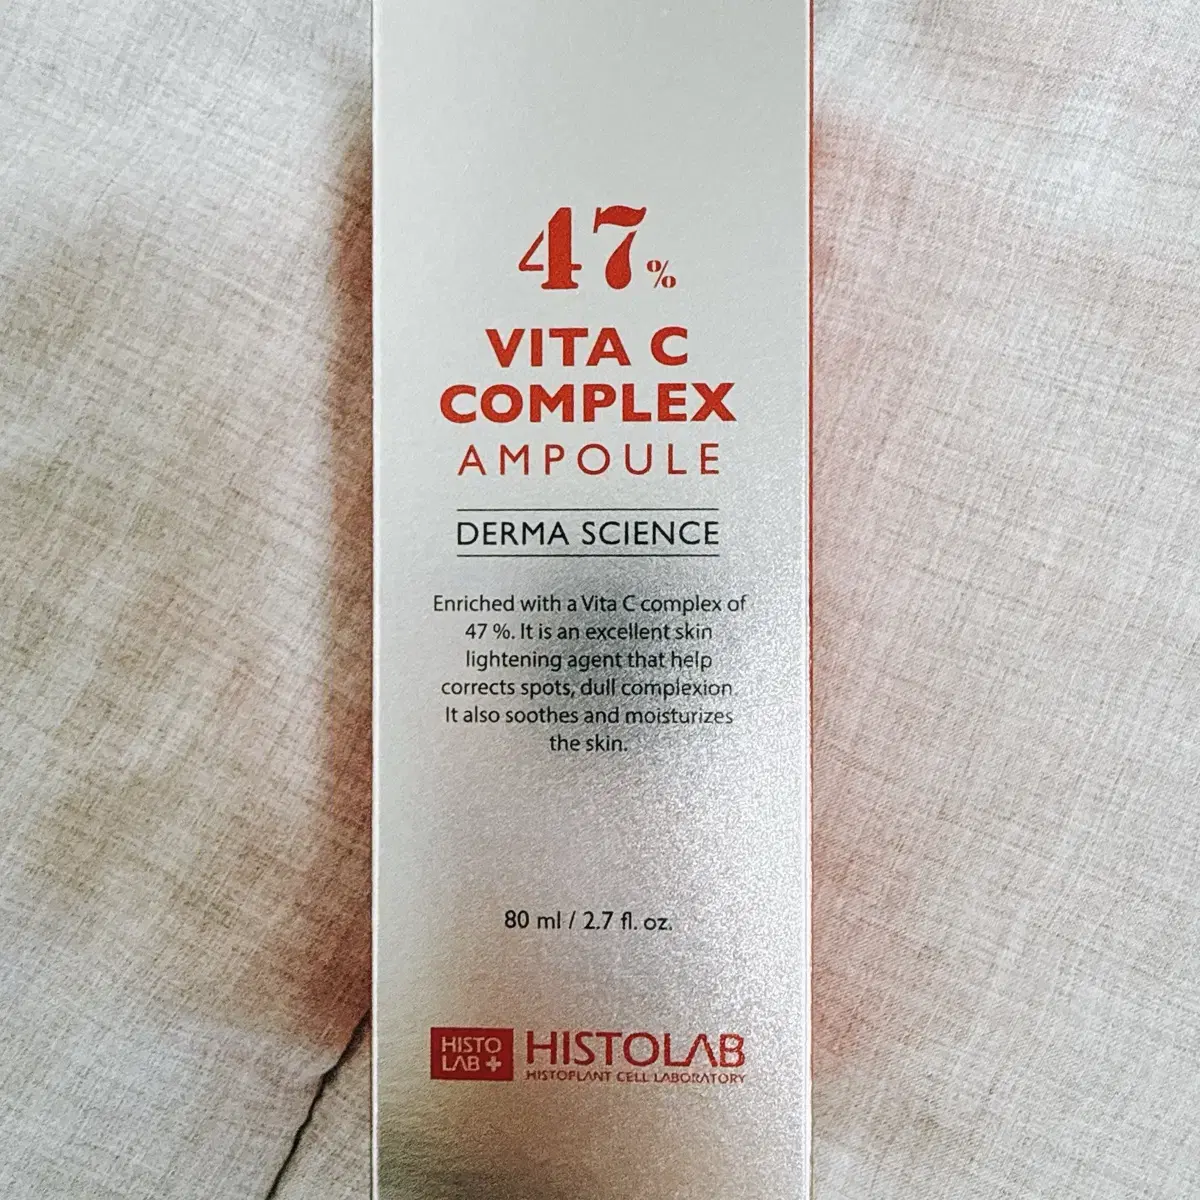 47%
VITA C
COMPLEX
AMPOULE
DERMA SCIENCE
Enriched with a Vita C complex of
47 %. It is an excellent skin
lightening agent that help
corrects spots, dull complexion
It also soothes and moisturizes
the skin.
80 ml / 2.7 fl. oz.
HISTO
LAB+
HISTOLAB
HISTOPLANT CELL LABORATORY